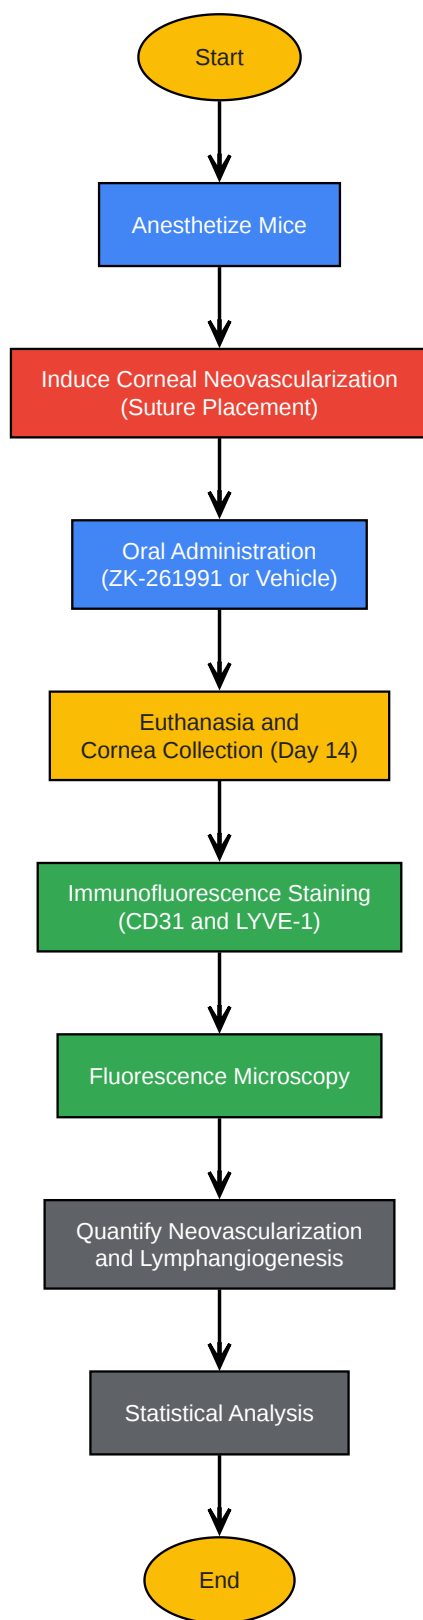 Start
Anesthetize Mice
Induce Corneal Neovascularization
(Suture Placement)
Oral Administration
(ZK-261991 or Vehicle)
Euthanasia and
Cornea Collection (Day 14)
Immunofluorescence Staining
(CD31 and LYVE-1)
Fluorescence Microscopy
Quantify Neovascularization
and Lymphangiogenesis
Statistical Analysis
End